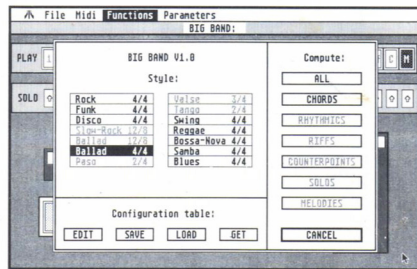 File Midi Functions Parameters
BIG BAND:
PLAY 1 C M
SOLO
BIG BAND V1.0
Style:
Rock 4/4
Funk 4/4
Disco 4/4
Slow-Rock 12/8
Ballad 12/8
Ballad 4/4
Paso 2/4
Valse 3/4
Tango 2/4
Swing 4/4
Reggae 4/4
Bossa-Nova 4/4
Samba 4/4
Blues 4/4
Configuration table:
EDIT SAVE LOAD GET
Compute:
ALL
CHORDS
RHYTHMICS
RIFFS
COUNTERPOINTS
SOLOS
MELODIES
CANCEL